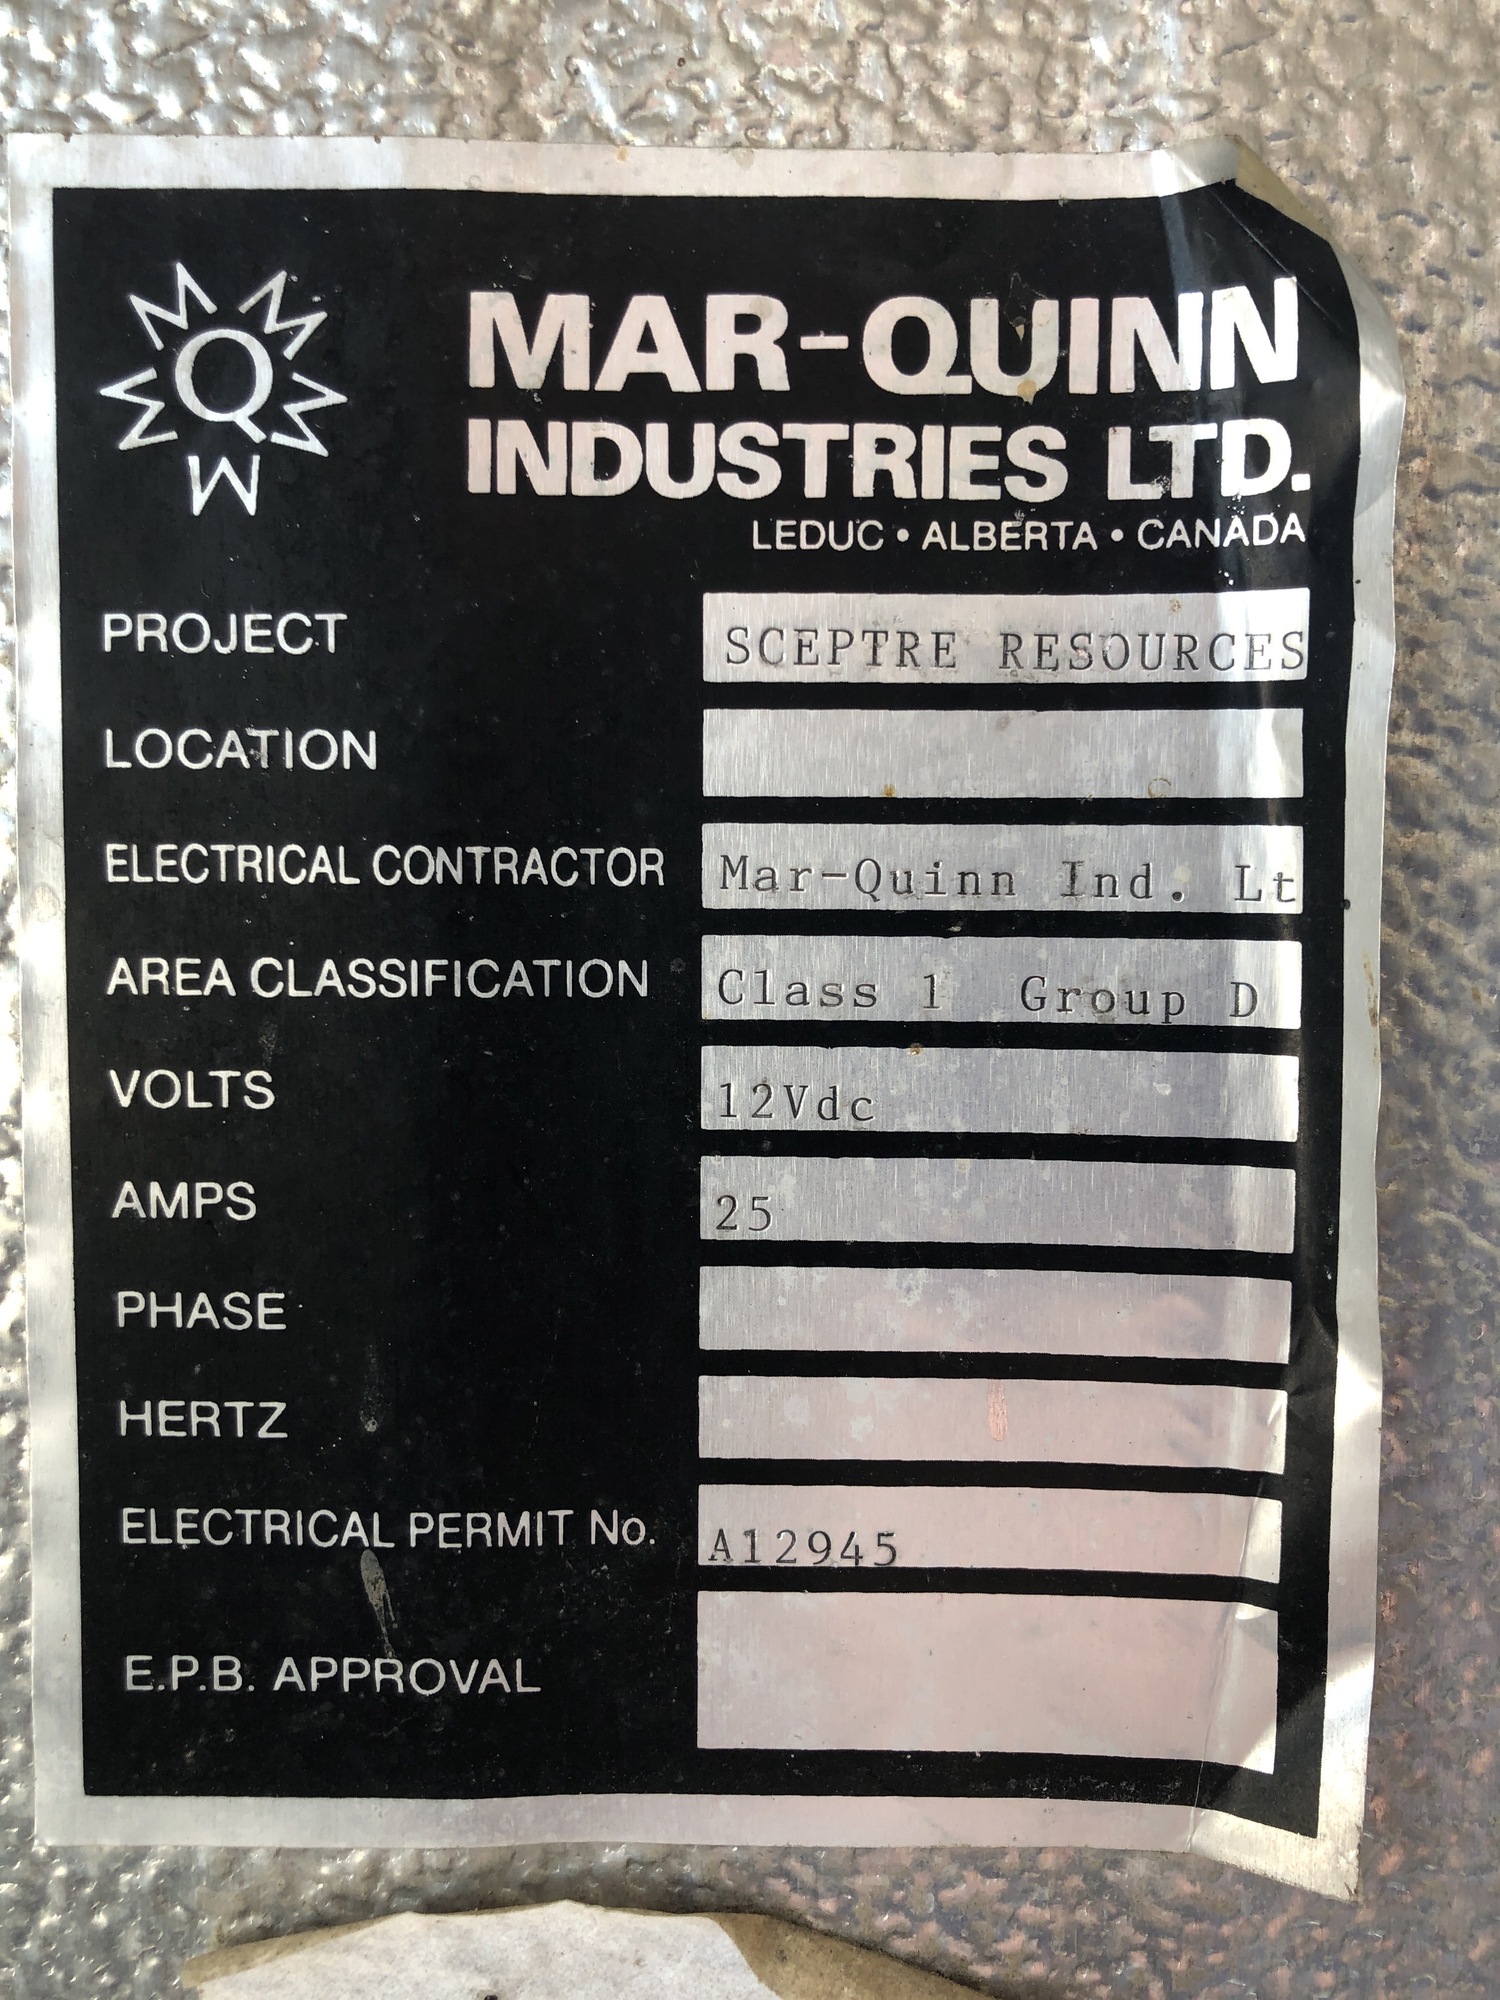 M M M M M Q
MAR-QUINN
INDUSTRIES LTD.
LEDUC • ALBERTA • CANADA
PROJECT SCEPTRE RESOURCES
LOCATION
ELECTRICAL CONTRACTOR Mar-Quinn Ind. Lt
AREA CLASSIFICATION Class 1 Group D
VOLTS 12Vdc
AMPS 25
PHASE
HERTZ
ELECTRICAL PERMIT No. A12945
E.P.B. APPROVAL